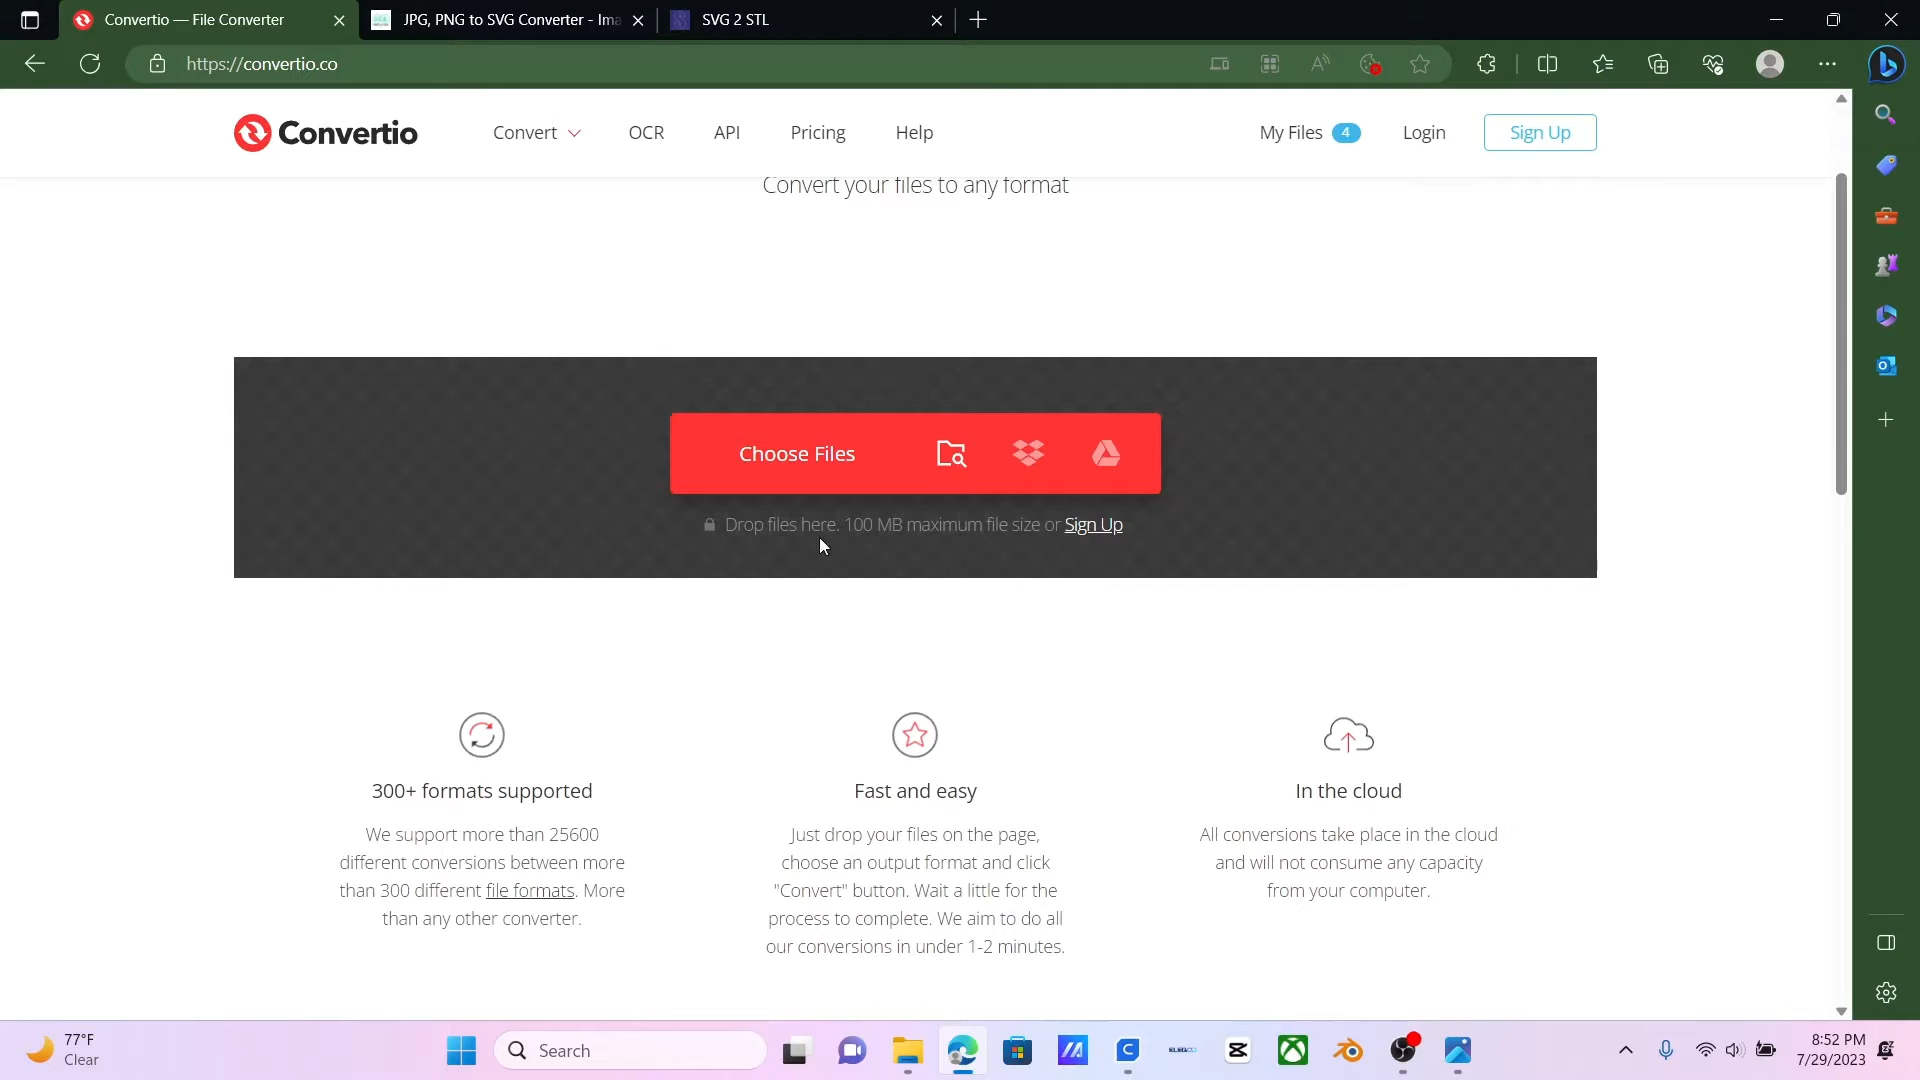 Convertio — File Converter
JPG, PNG to SVG Converter - Ima
SVG 2 STL
https://convertio.co
Convertio
Convert
OCR
API
Pricing
Help
My Files 4
Login
Sign Up
Convert your files to any format
Choose Files
Drop files here. 100 MB maximum file size or Sign Up
300+ formats supported
We support more than 25600
different conversions between more
than 300 different file formats. More
than any other converter.
Fast and easy
Just drop your files on the page,
choose an output format and click
"Convert" button. Wait a little for the
process to complete. We aim to do all
our conversions in under 1-2 minutes.
In the cloud
All conversions take place in the cloud
and will not consume any capacity
from your computer.
77°F
Clear
Search
ELEGOO
8:52 PM
7/29/2023